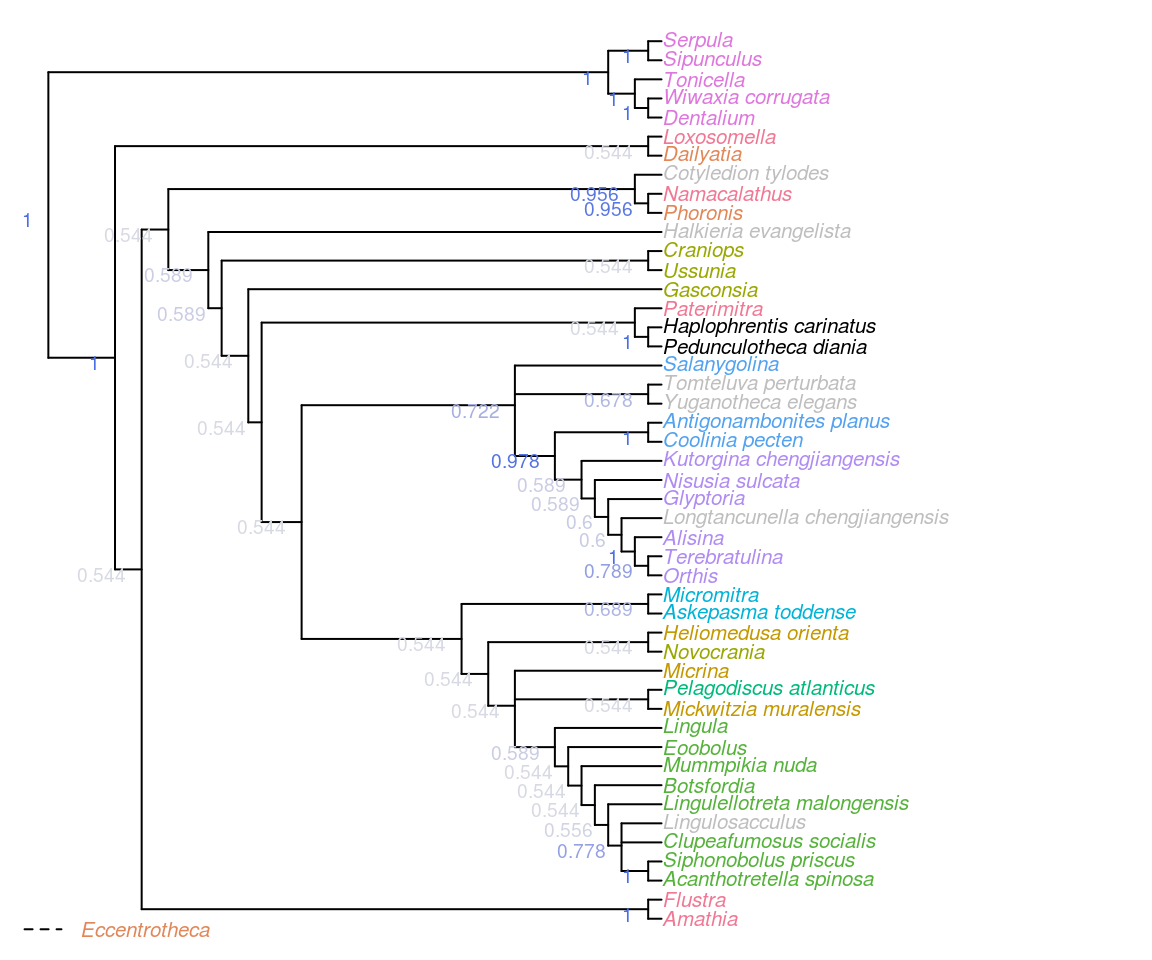 Serpula
1
Sipunculus
1
Tonicella
1
Wiwaxia corrugata
1
Dentalium
Loxosomella
0.544
Dailyatia
Cotyledion tylodes
0.956
Namacalathus
0.956
Phoronis
1
Halkieria evangelista
0.544
Craniops
0.544
Ussunia
0.589
Gasconsia
Paterimitra
0.589
Haplophrentis carinatus
0.544
1
Pedunculotheca diania
1
0.544
Salanygolina
Tomteluva perturbata
0.678
Yuganotheca elegans
0.722
Antigonambonites planus
0.544
1
Coolinia pecten
0.978
Kutorgina chengjiangensis
0.589
Nisusia sulcata
0.589
Glyptoria
0.6
Longtancunella chengjiangensis
0.544
0.6
Alisina
1
Terebratulina
0.544
0.789
Orthis
Micromitra
0.689
Askepasma toddense
Heliomedusa orienta
0.544
0.544
Novocrania
Micrina
0.544
Pelagodiscus atlanticus
0.544
0.544
Mickwitzia muralensis
Lingula
0.589
Eoobolus
0.544
Mummpikia nuda
0.544
Botsfordia
0.544
Lingulellotreta malongensis
0.556
Lingulosacculus
0.778
Clupeafumosus socialis
Siphonobolus priscus
1
Acanthotretella spinosa
Flustra
1
Amathia
Eccentrotheca